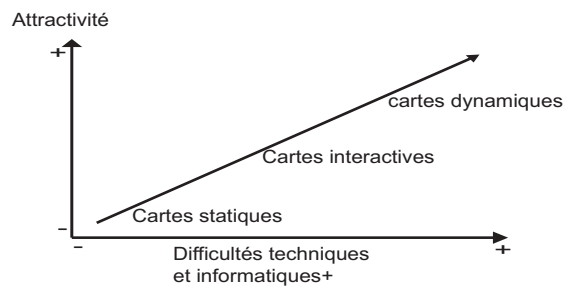 Attractivité
+
cartes dynamiques
Cartes interactives
Cartes statiques
-
-
+
Difficultés techniques
et informatiques+